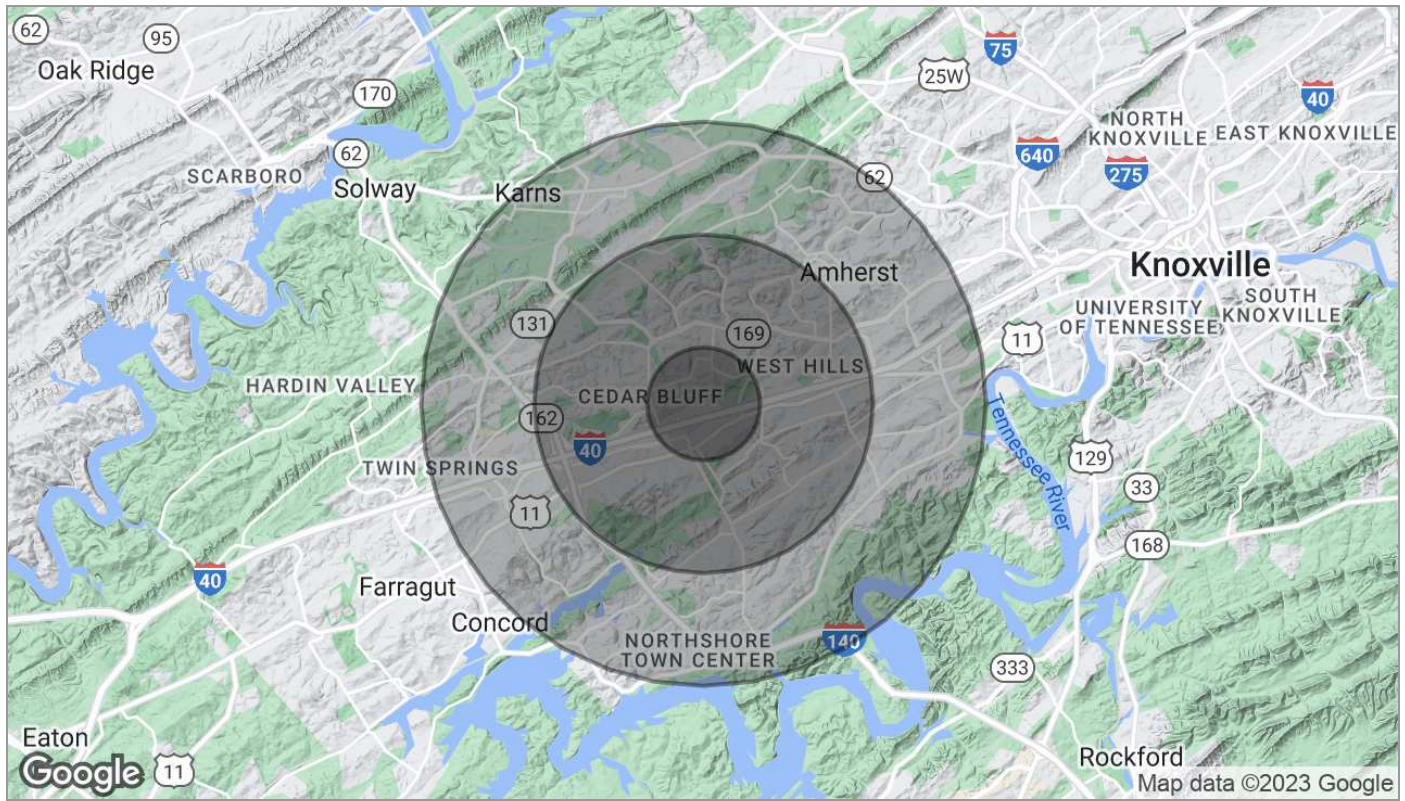 62
95
75
Oak Ridge
25W
170
40
NORTH
KNOXVILLE
EAST KNOXVILLE
62
640
275
SCARBORO
Solway
Karns
62
Knoxville
Amherst
UNIVERSITY
OF TENNESSEE
SOUTH
KNOXVILLE
131
169
11
WEST HILLS
HARDIN VALLEY
CEDAR BLUFF
162
40
Tennessee River
129
TWIN SPRINGS
33
11
168
40
Farragut
Concord
NORTHSHORE
TOWN CENTER
140
333
Eaton
Rockford
Google
11
Map data ©2023 Google